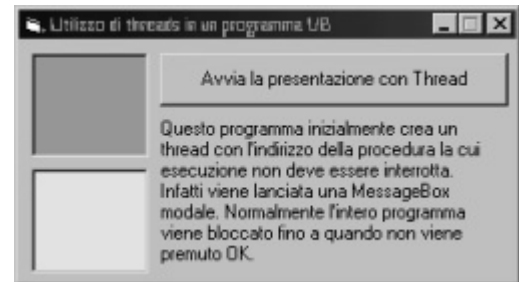 Utilizzo di threads in un programma VB
Avvia la presentazione con Thread
Questo programma inizialmente crea un
thread con l'indirizzo della procedura la cui
esecuzione non deve essere interrotta.
Infatti viene lanciata una MessageBox
modale. Normalmente l'intero programma
viene bloccato fino a quando non viene
premuto OK.